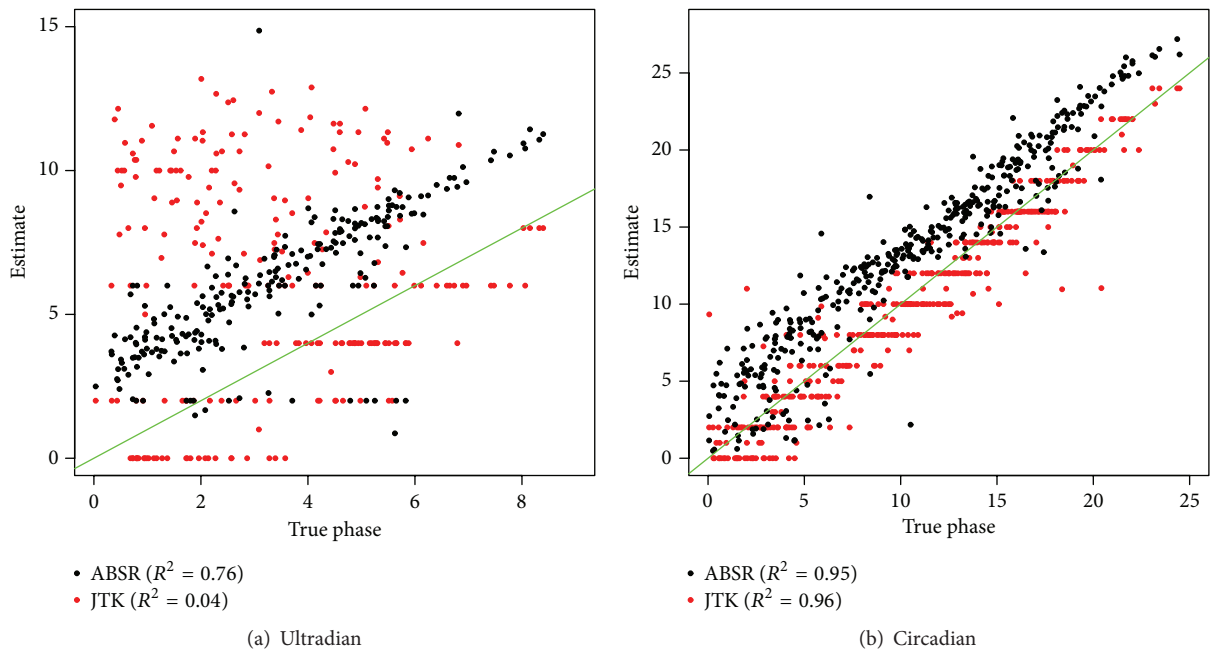 15
10
5
0
Estimate
0 2 4 6 8
True phase
ABSR (R² = 0.76)
JTK (R² = 0.04)
(a) Ultradian
25
20
15
10
5
0
Estimate
0 5 10 15 20 25
True phase
ABSR (R² = 0.95)
JTK (R² = 0.96)
(b) Circadian